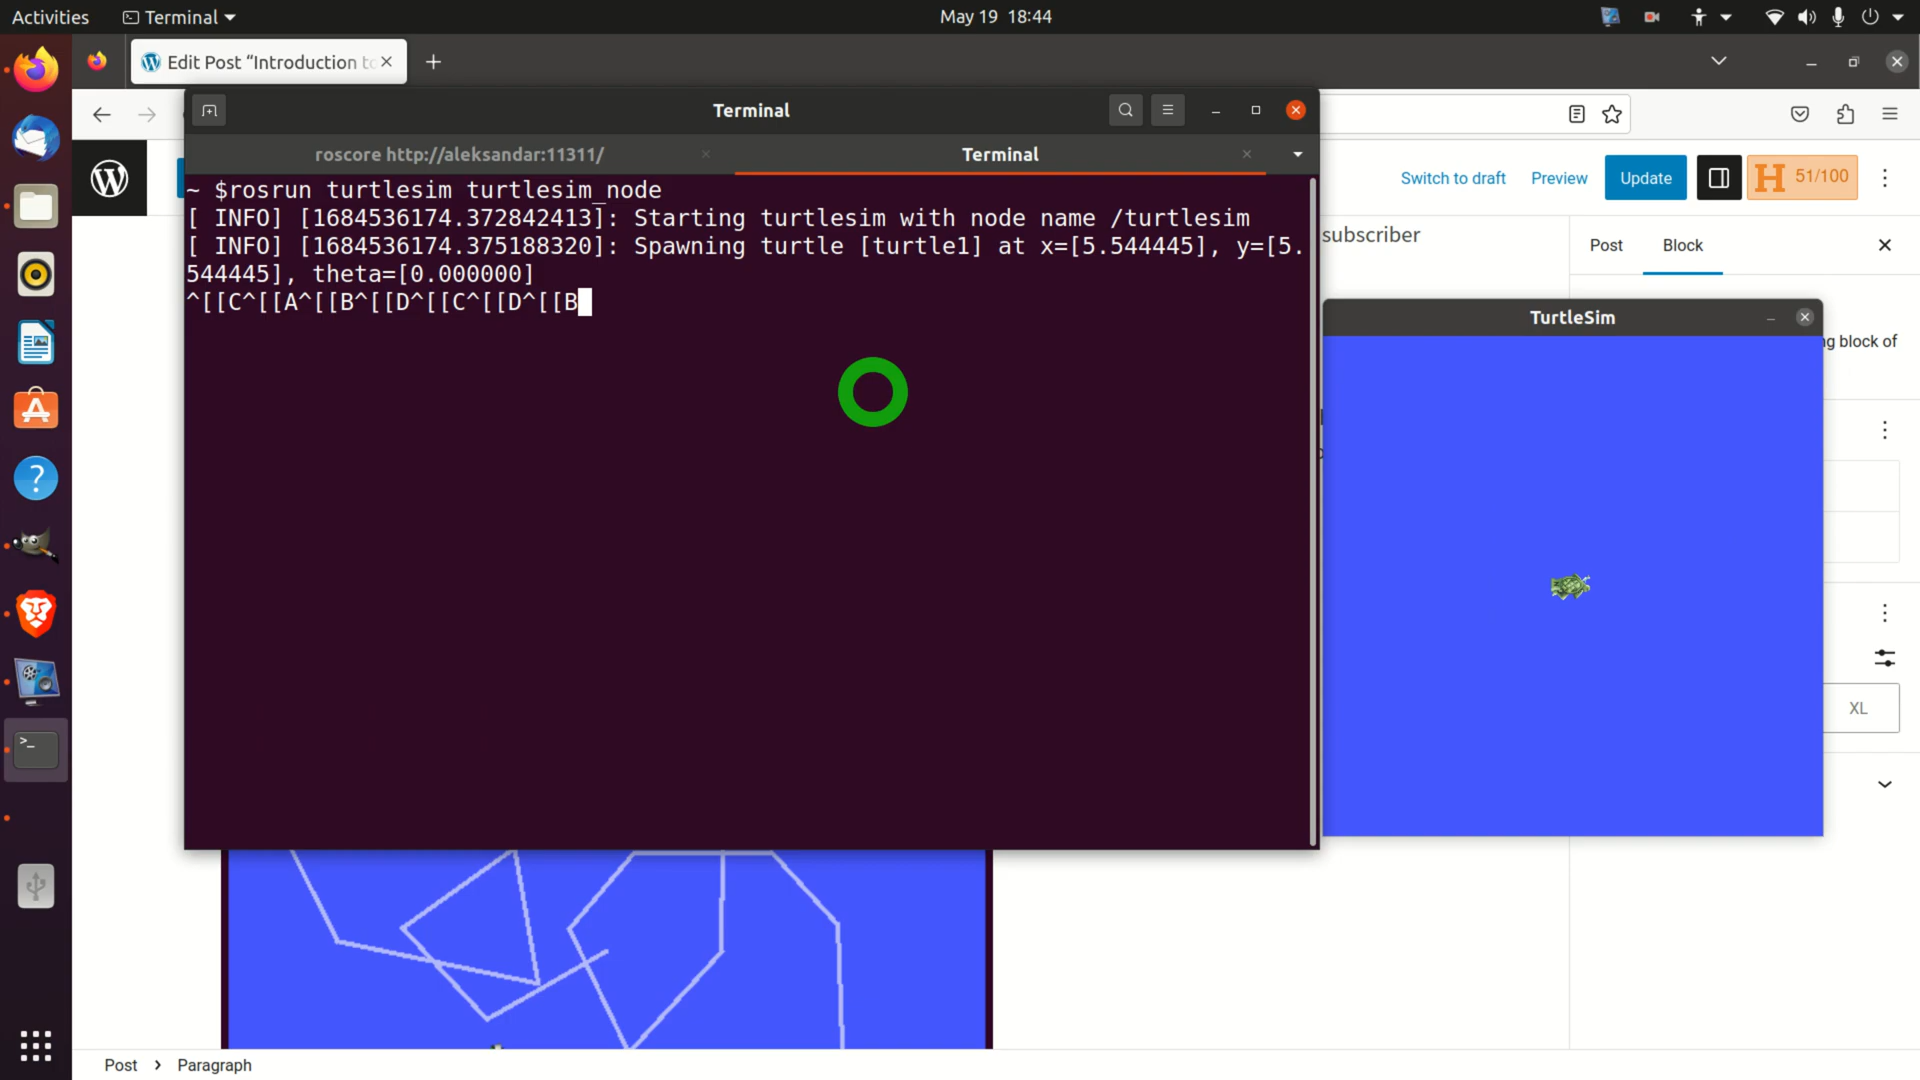 Activities
Terminal
May 19 18:44
Edit Post “Introduction to
Terminal
roscore http://aleksandar:11311/
Terminal
~ $rosrun turtlesim turtlesim_node
[ INFO] [1684536174.372842413]: Starting turtlesim with node name /turtlesim
[ INFO] [1684536174.375188320]: Spawning turtle [turtle1] at x=[5.544445], y=[5.
544445], theta=[0.000000]
^[[C^[[A^[[B^[[D^[[C^[[D^[[B
Switch to draft
Preview
Update
H 51/100
subscriber
Post
Block
TurtleSim
ng block of
XL
Post
Paragraph